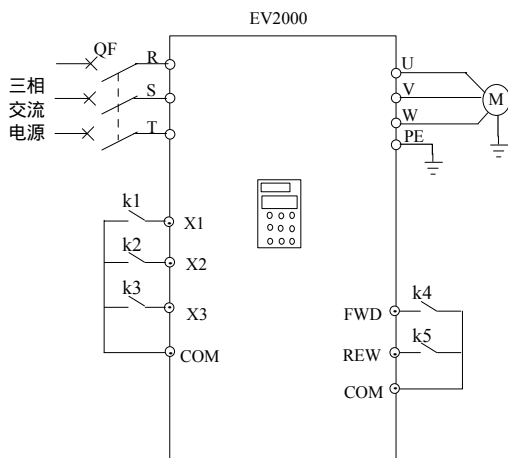 EV2000
QF
R
三相
S
交流
T
电源
U
V
M
W
PE
k1
X1
k2
X2
k3
X3
COM
k4
FWD
k5
REW
COM